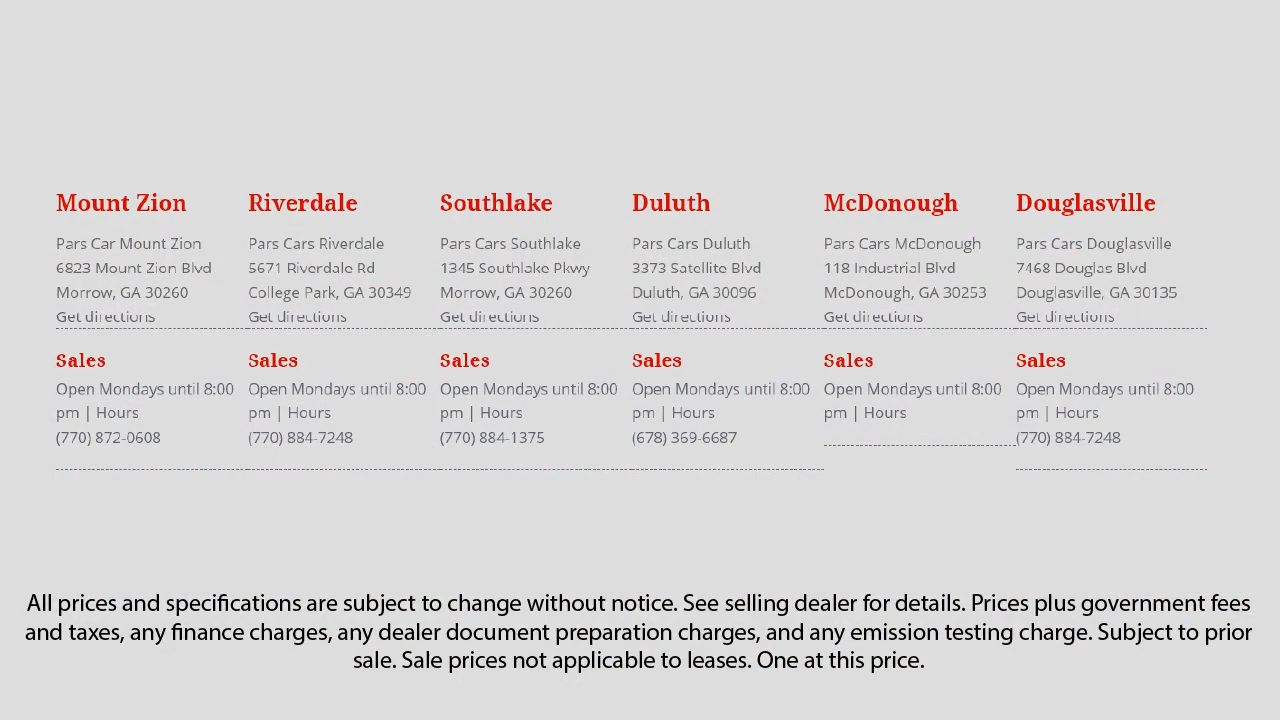 Mount Zion
Pars Car Mount Zion
6823 Mount Zion Blvd
Morrow, GA 30260
Get directions
Sales
Open Mondays until 8:00
pm | Hours
(770) 872-0608
Riverdale
Pars Cars Riverdale
5671 Riverdale Rd
College Park, GA 30349
Get directions
Sales
Open Mondays until 8:00
pm | Hours
(770) 884-7248
Southlake
Pars Cars Southlake
1345 Southlake Pkwy
Morrow, GA 30260
Get directions
Sales
Open Mondays until 8:00
pm | Hours
(770) 884-1375
Duluth
Pars Cars Duluth
3373 Satellite Blvd
Duluth, GA 30096
Get directions
Sales
Open Mondays until 8:00
pm | Hours
(678) 369-6687
McDonough
Pars Cars McDonough
118 Industrial Blvd
McDonough, GA 30253
Get directions
Sales
Open Mondays until 8:00
pm | Hours
Douglasville
Pars Cars Douglasville
7468 Douglas Blvd
Douglasville, GA 30135
Get directions
Sales
Open Mondays until 8:00
pm | Hours
(770) 884-7248
All prices and specifications are subject to change without notice. See selling dealer for details. Prices plus government fees
and taxes, any finance charges, any dealer document preparation charges, and any emission testing charge. Subject to prior
sale. Sale prices not applicable to leases. One at this price.